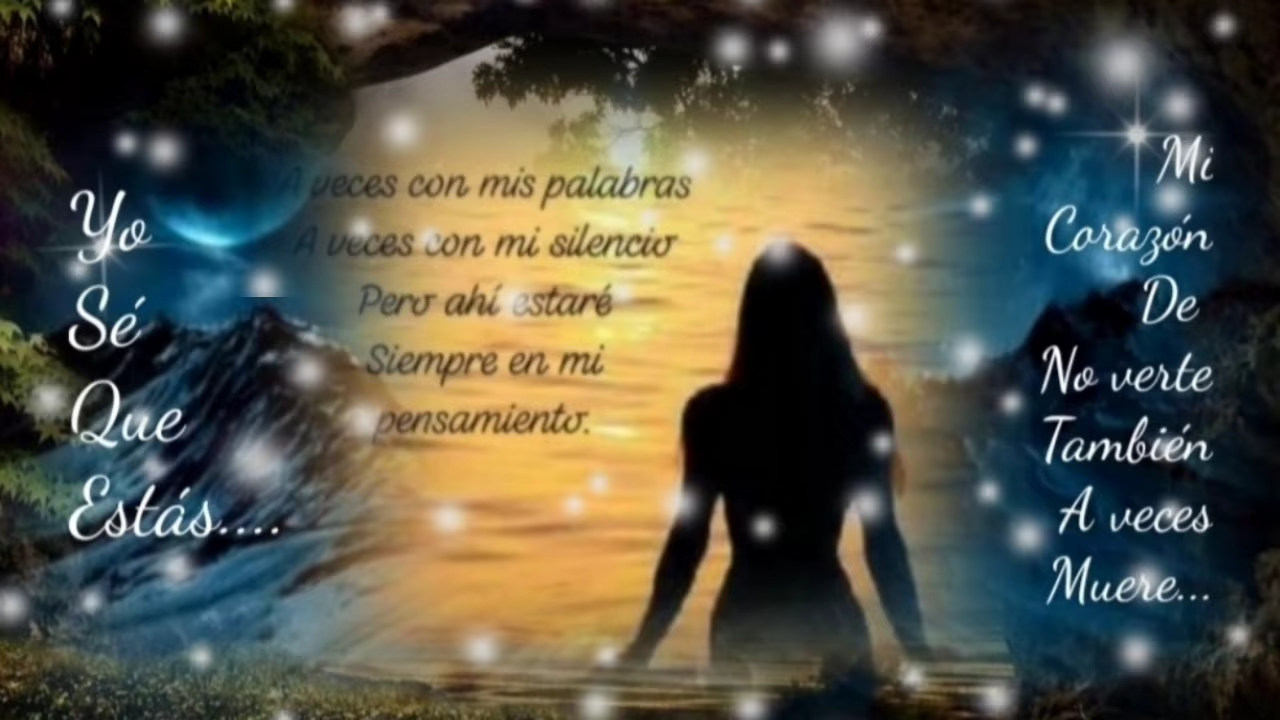 Yo
Sé
Que
Estás....
A veces con mis palabras
A veces con mi silencio
Pero ahí estaré
Siempre en mi
pensamiento.
Mi
Corazón
De
No verte
También
A veces
Muere...